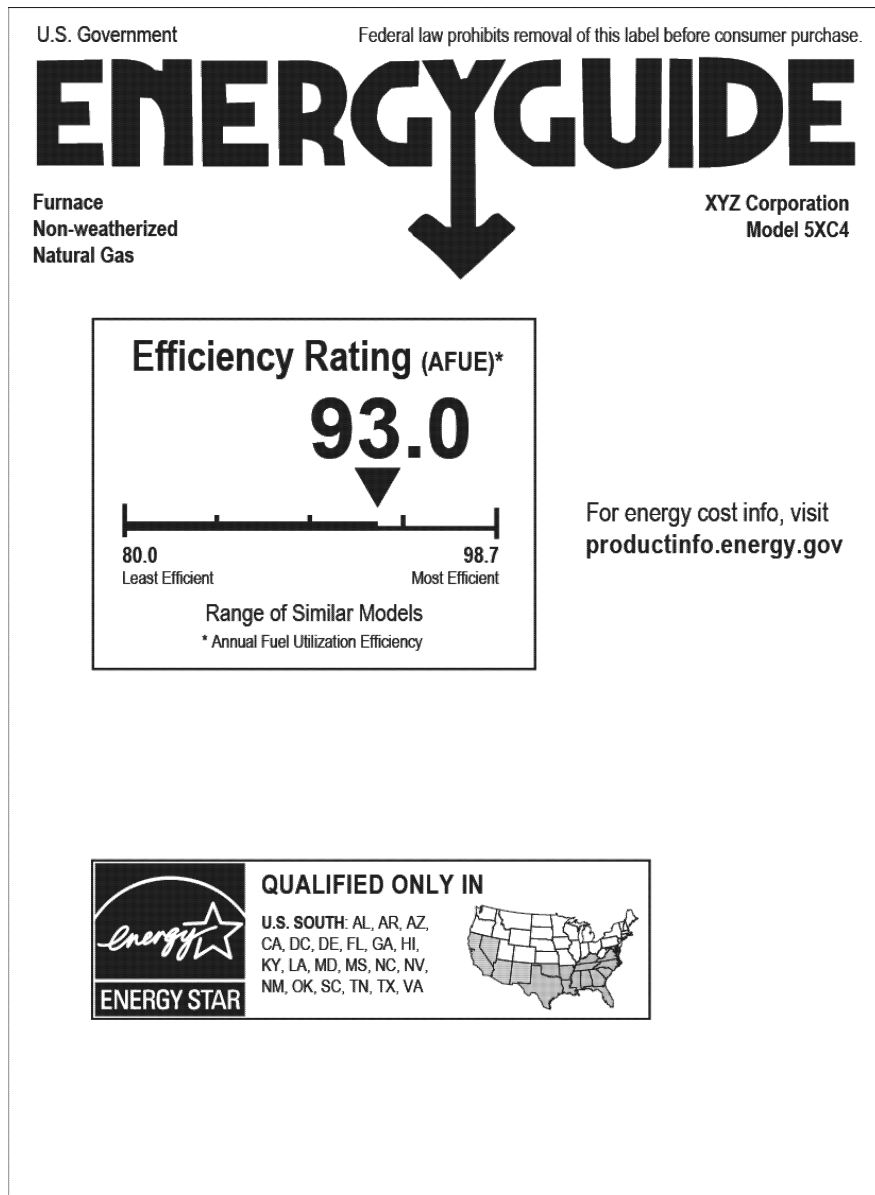 U.S. Government
Federal law prohibits removal of this label before consumer purchase.
ENERGYGUIDE
Furnace
Non-weatherized
Natural Gas
XYZ Corporation
Model 5XC4
Efficiency Rating (AFUE)*
93.0
80.0
Least Efficient
98.7
Most Efficient
Range of Similar Models
* Annual Fuel Utilization Efficiency
For energy cost info, visit
productinfo.energy.gov
energy
ENERGY STAR
QUALIFIED ONLY IN
U.S. SOUTH: AL, AR, AZ,
CA, DC, DE, FL, GA, HI,
KY, LA, MD, MS, NC, NV,
NM, OK, SC, TN, TX, VA